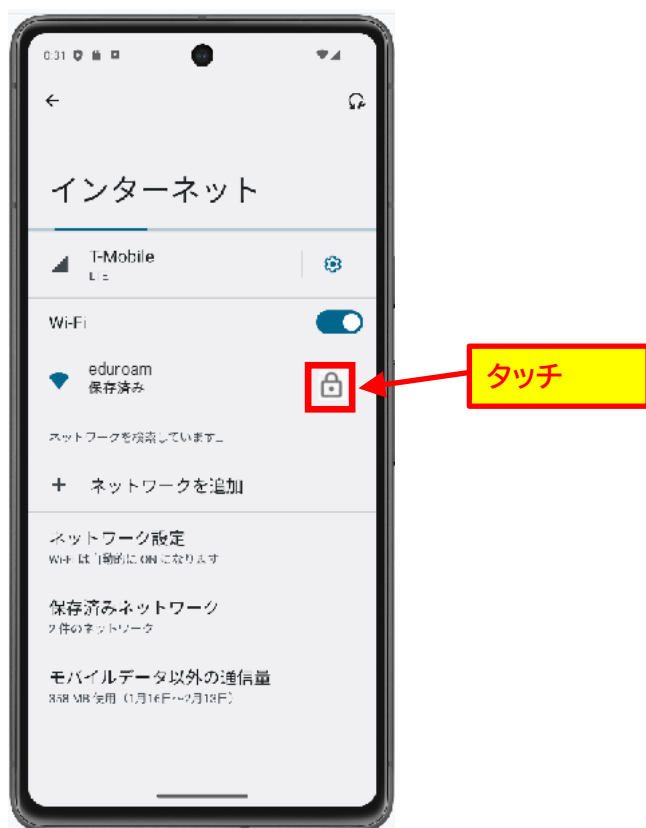 0:31
インターネット
T-Mobile
LTE
Wi-Fi
eduroam
保存済み
タッチ
ネットワークを検索しています…
+ ネットワークを追加
ネットワーク設定
Wi-Fi は自動的に ON になります
保存済みネットワーク
2 件のネットワーク
モバイルデータ以外の通信量
358 MB 使用（1月16日～2月13日）